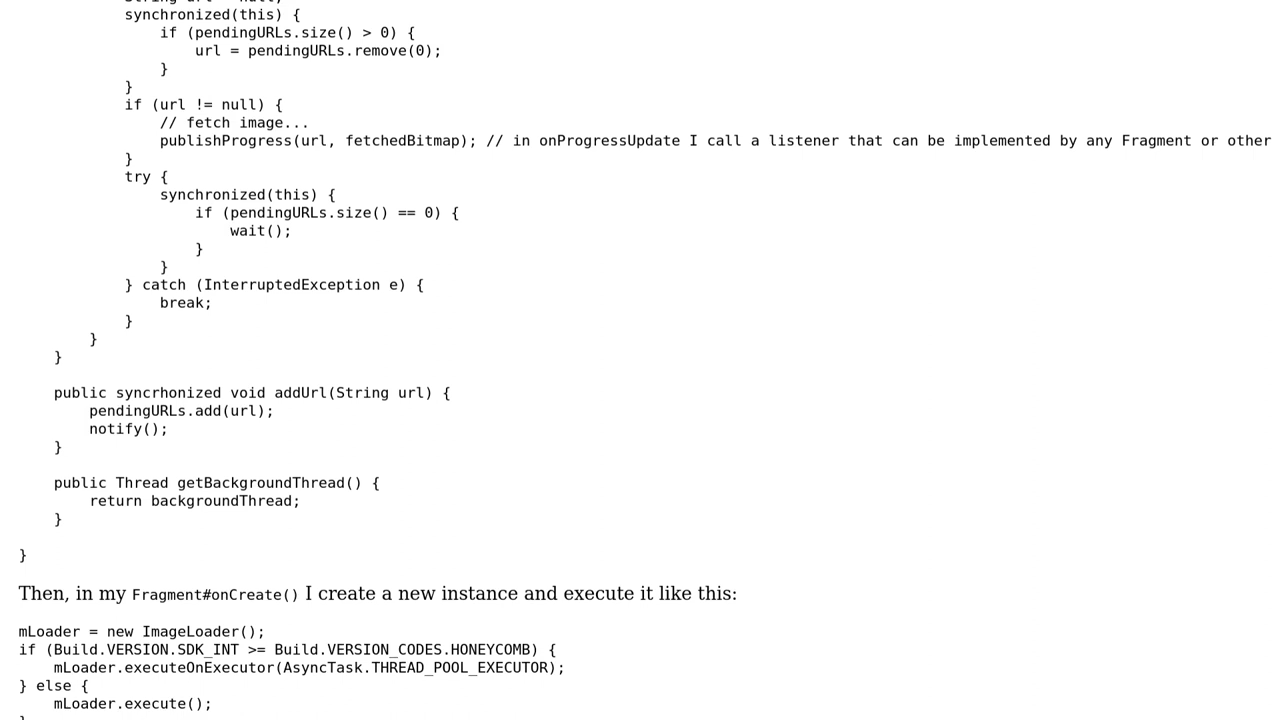 synchronized(this) {
if (pendingURLs.size() > 0) {
url = pendingURLs.remove(0);
}
}
if (url != null) {
// fetch image...
publishProgress(url, fetchedBitmap); // in onProgressUpdate I call a listener that can be implemented by any Fragment or other
}
try {
synchronized(this) {
if (pendingURLs.size() == 0) {
wait();
}
}
} catch (InterruptedException e) {
break;
}
}
}
public syncrhonized void addUrl(String url) {
pendingURLs.add(url);
notify();
}
public Thread getBackgroundThread() {
return backgroundThread;
}
}
Then, in my Fragment#onCreate() I create a new instance and execute it like this:
mLoader = new ImageLoader();
if (Build.VERSION.SDK_INT >= Build.VERSION_CODES.HONEYCOMB) {
mLoader.executeOnExecutor(AsyncTask.THREAD_POOL_EXECUTOR);
} else {
mLoader.execute();